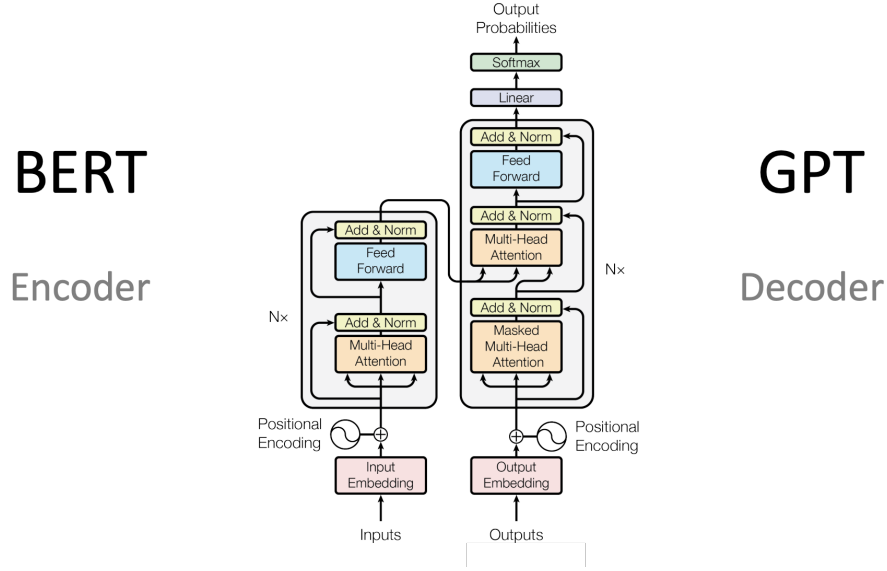 BERT
Encoder
Output
Probabilities
Softmax
Linear
Add & Norm
Feed
Forward
Add & Norm
Multi-Head
Attention
Add & Norm
Masked
Multi-Head
Attention
N×
Add & Norm
Feed
Forward
Add & Norm
Multi-Head
Attention
N×
Positional
Encoding
Positional
Encoding
Input
Embedding
Output
Embedding
Inputs
Outputs
GPT
Decoder